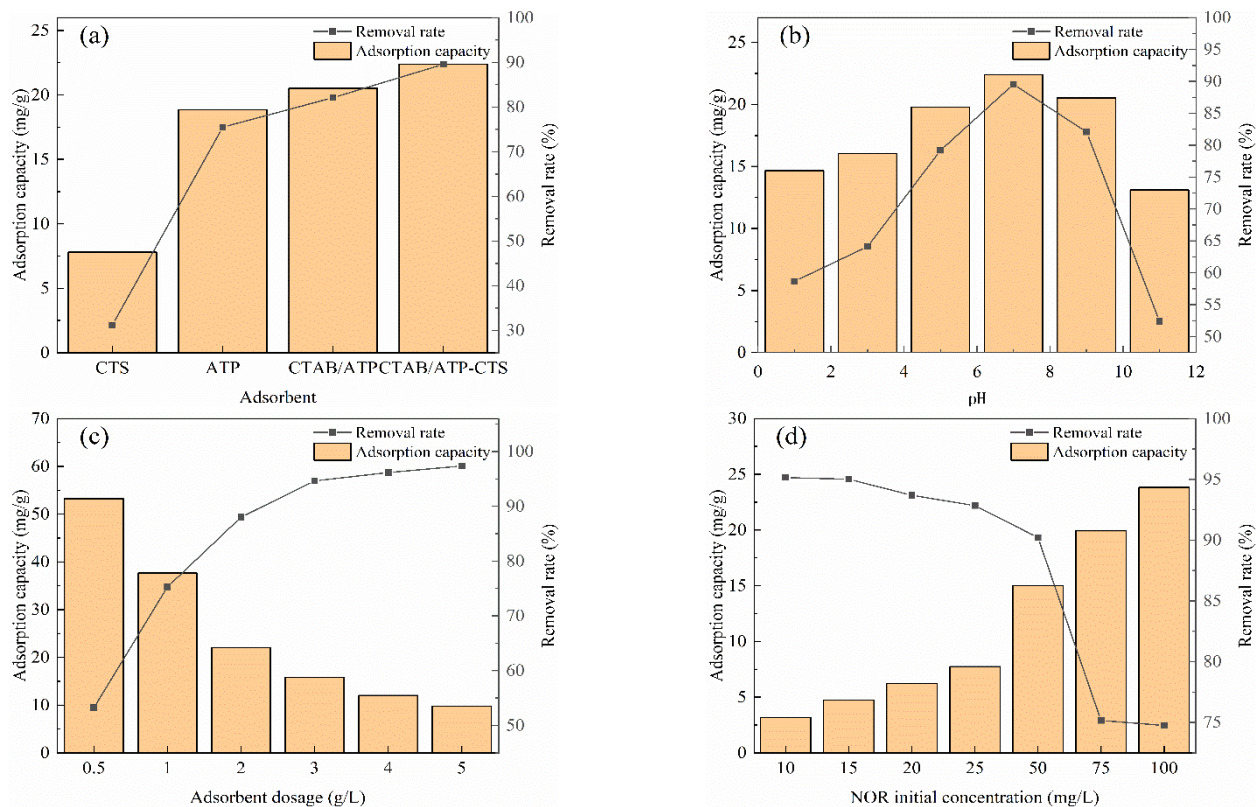 (a)
Removal rate
Adsorption capacity
Adsorption capacity (mg/g)
25
20
15
10
5
0
Removal rate (%)
100
90
80
70
60
50
40
30
CTS ATP CTAB/ATP CTAB/ATP-CTS
Adsorbent
(b)
Removal rate
Adsorption capacity
Adsorption capacity (mg/g)
25
20
15
10
5
0
Removal rate (%)
100
95
90
85
80
75
70
65
60
55
50
0 2 4 6 8 10 12
pH
(c)
Removal rate
Adsorption capacity
Adsorption capacity (mg/g)
70
60
50
40
30
20
10
0
Removal rate (%)
100
90
80
70
60
50
0.5 1 2 3 4 5
Adsorbent dosage (g/L)
(d)
Removal rate
Adsorption capacity
Adsorption capacity (mg/g)
30
25
20
15
10
5
0
Removal rate (%)
100
95
90
85
80
75
10 15 20 25 50 75 100
NOR initial concentration (mg/L)